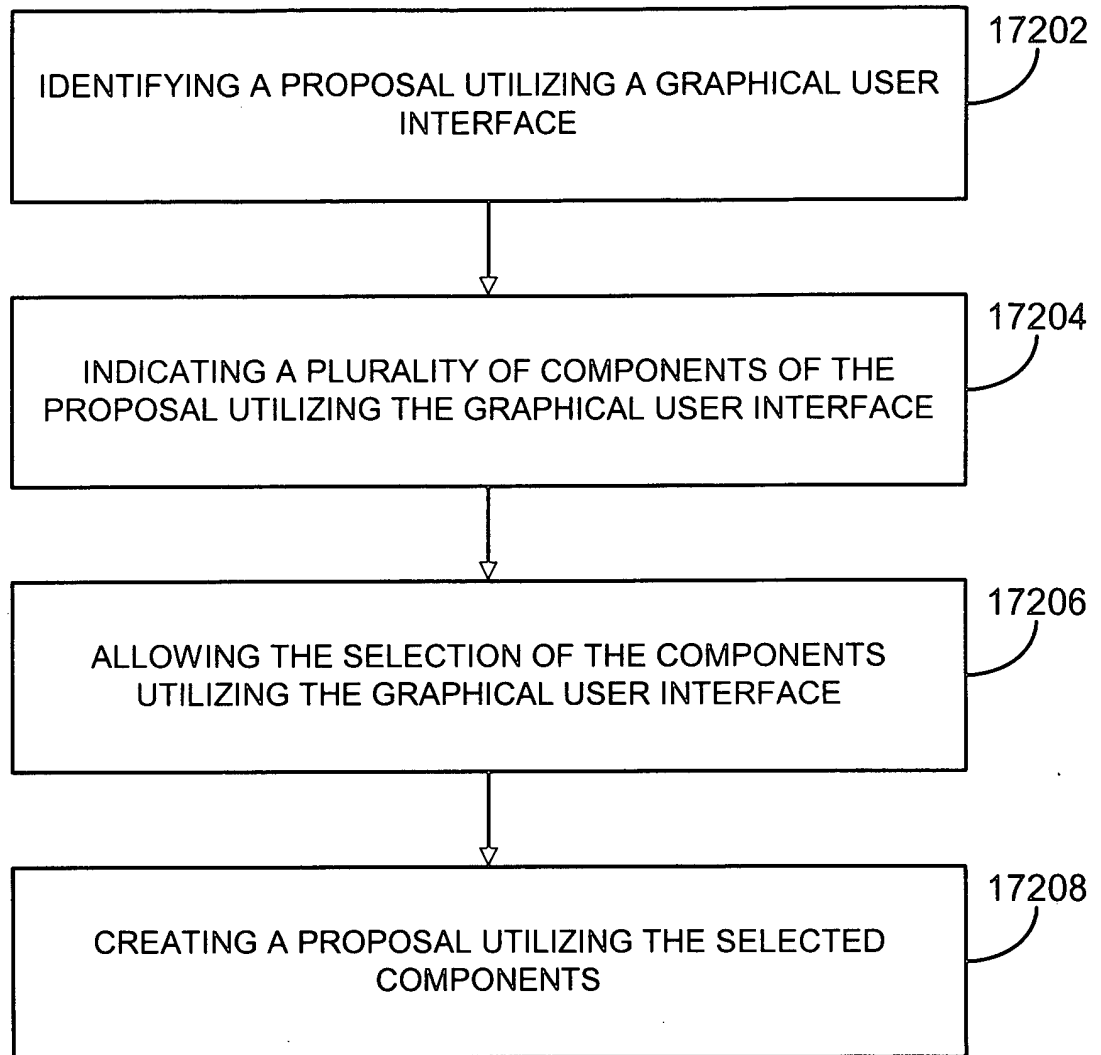 17202
IDENTIFYING A PROPOSAL UTILIZING A GRAPHICAL USER
INTERFACE
17204
INDICATING A PLURALITY OF COMPONENTS OF THE
PROPOSAL UTILIZING THE GRAPHICAL USER INTERFACE
17206
ALLOWING THE SELECTION OF THE COMPONENTS
UTILIZING THE GRAPHICAL USER INTERFACE
17208
CREATING A PROPOSAL UTILIZING THE SELECTED
COMPONENTS